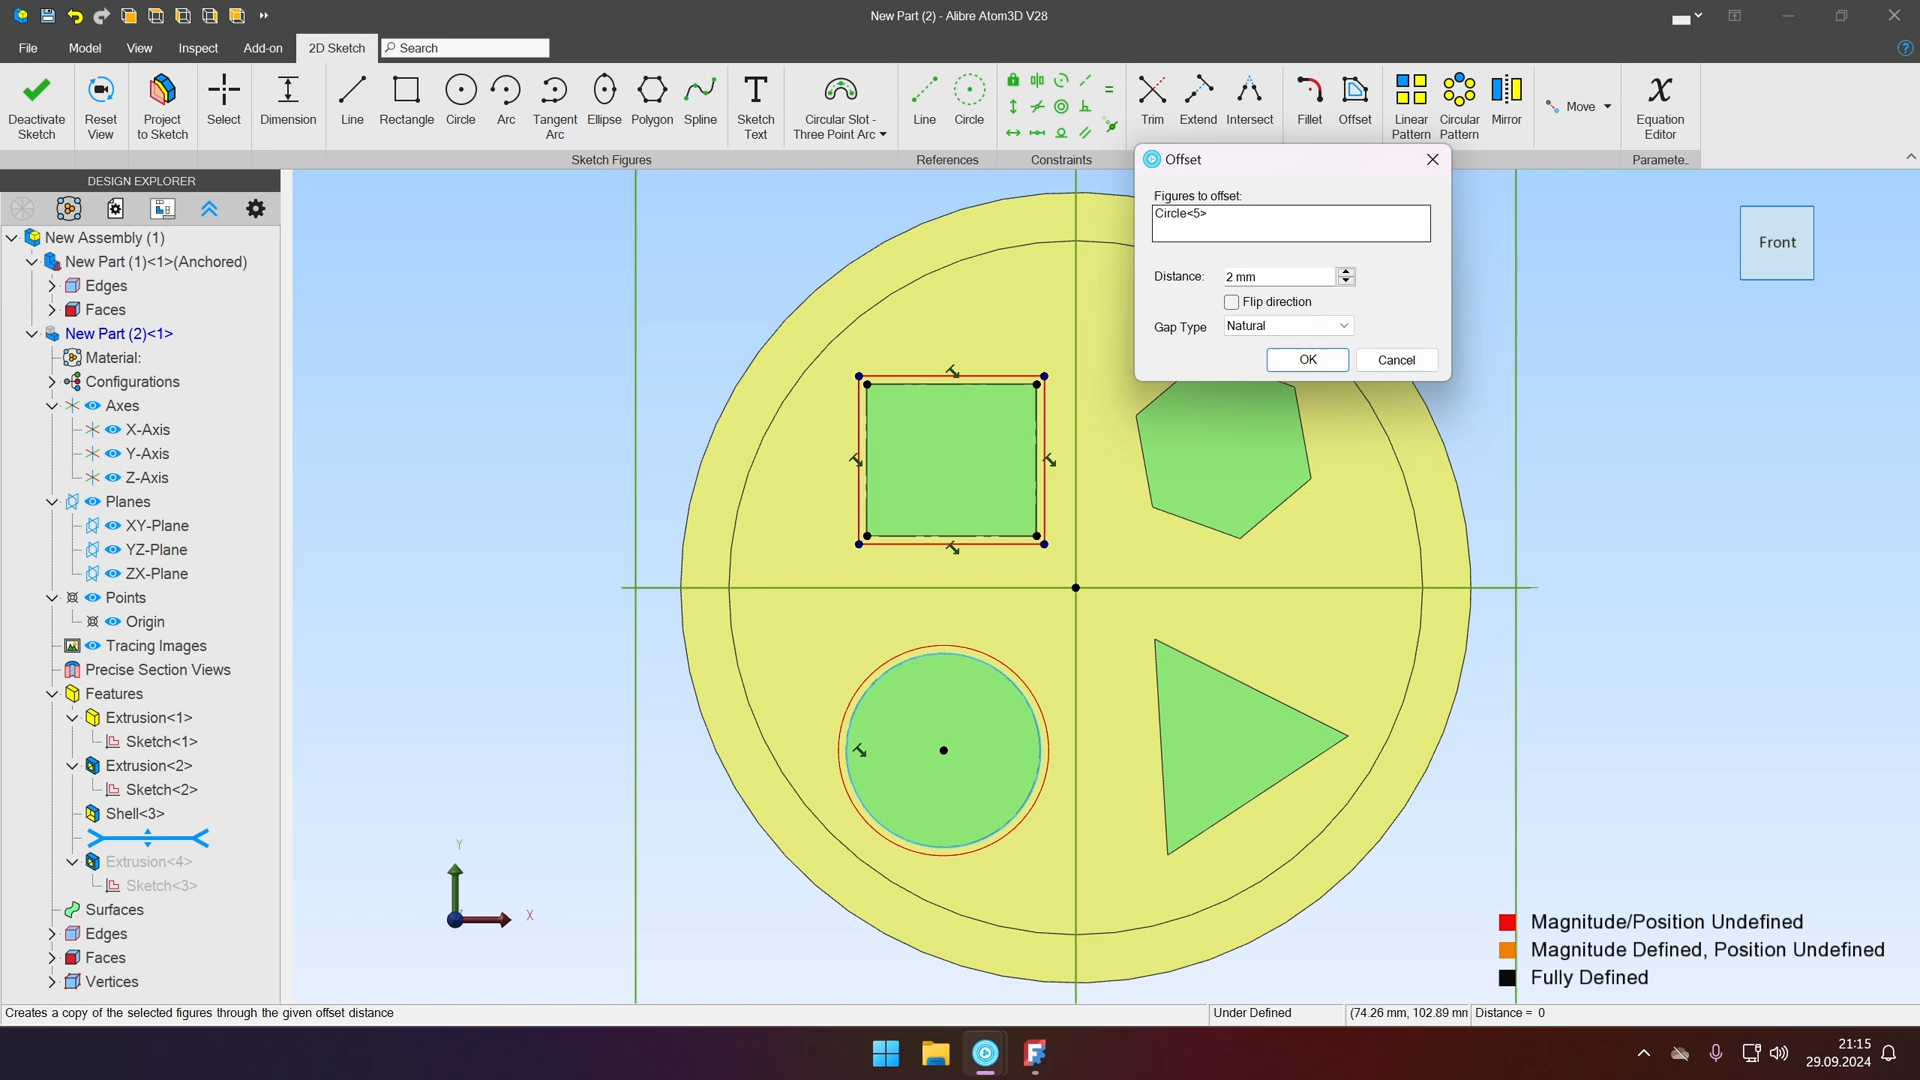 New Part (2) - Alibre Atom3D V28
File Model View Inspect Add-on 2D Sketch Search
Deactivate Sketch
Reset View
Project to Sketch
Select
Dimension
Line
Rectangle
Circle
Arc
Tangent Arc
Ellipse
Polygon
Spline
Sketch Text
Circular Slot - Three Point Arc
Line
Circle
Trim
Extend
Intersect
Fillet
Offset
Linear Pattern
Circular Pattern
Mirror
Move
Equation Editor
Sketch Figures
References
Constraints
Paramete..
DESIGN EXPLORER
New Assembly (1)
New Part (1)<1>(Anchored)
Edges
Faces
New Part (2)<1>
Material:
Configurations
Axes
X-Axis
Y-Axis
Z-Axis
Planes
XY-Plane
YZ-Plane
ZX-Plane
Points
Origin
Tracing Images
Precise Section Views
Features
Extrusion<1>
Sketch<1>
Extrusion<2>
Sketch<2>
Shell<3>
Extrusion<4>
Sketch<3>
Surfaces
Edges
Faces
Vertices
Offset
Figures to offset:
Circle<5>
Distance: 2 mm
Flip direction
Gap Type Natural
OK Cancel
Front
Y
X
Magnitude/Position Undefined
Magnitude Defined, Position Undefined
Fully Defined
Creates a copy of the selected figures through the given offset distance
Under Defined
(74.26 mm, 102.89 mm
Distance = 0
21:15
29.09.2024